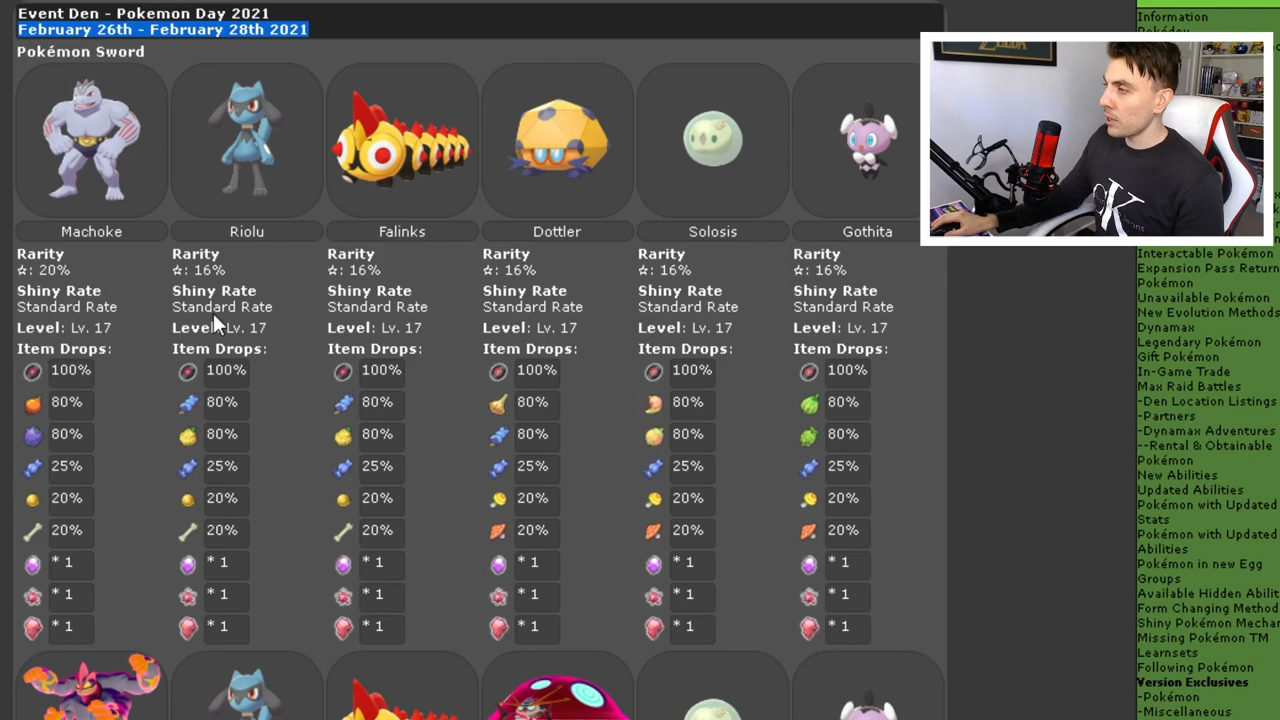 Event Den - Pokemon Day 2021
February 26th - February 28th 2021
Pokémon Sword
Machoke Riolu Falinks Dottler Solosis Gothita
Rarity Rarity Rarity Rarity Rarity Rarity
☆: 20% ☆: 16% ☆: 16% ☆: 16% ☆: 16% ☆: 16%
Shiny Rate Shiny Rate Shiny Rate Shiny Rate Shiny Rate Shiny Rate
Standard Rate Standard Rate Standard Rate Standard Rate Standard Rate Standard Rate
Level: Lv. 17 Level: Lv. 17 Level: Lv. 17 Level: Lv. 17 Level: Lv. 17 Level: Lv. 17
Item Drops: Item Drops: Item Drops: Item Drops: Item Drops: Item Drops:
100% 100% 100% 100% 100% 100%
80% 80% 80% 80% 80% 80%
80% 80% 80% 80% 80% 80%
25% 25% 25% 25% 25% 25%
20% 20% 20% 20% 20% 20%
20% 20% 20% 20% 20% 20%
* 1 * 1 * 1 * 1 * 1 * 1
* 1 * 1 * 1 * 1 * 1 * 1
* 1 * 1 * 1 * 1 * 1 * 1
Information
ZELDA
CK
Interactable Pokémon
Expansion Pass Return
Pokémon
Unavailable Pokémon
New Evolution Methods
Dynamax
Legendary Pokémon
Gift Pokémon
In-Game Trade
Max Raid Battles
-Den Location Listings
-Partners
-Dynamax Adventures
--Rental & Obtainable
Pokémon
New Abilities
Updated Abilities
Pokémon with Updated
Stats
Pokémon with Updated
Abilities
Pokémon in new Egg
Groups
Available Hidden Abilit
Form Changing Method
Shiny Pokémon Mechan
Missing Pokémon TM
Learnsets
Following Pokémon
Version Exclusives
-Pokémon
-Miscellaneous